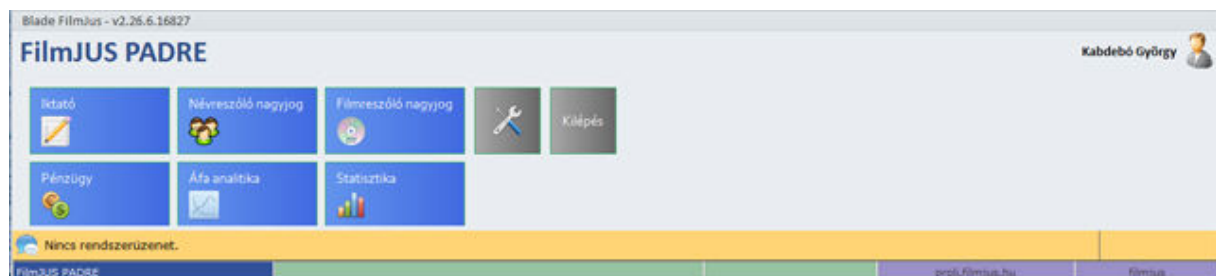 Blade FilmJus - v2.26.6.16827
FilmJUS PADRE
Kabdebó György
Iktató
Névreszóló nagyjog
Filmreszóló nagyjog
Kilépés
Pénzügy
Áfa analitika
Statisztika
Nincs rendszerüzenet.
FilmJUS PADRE
filmjus